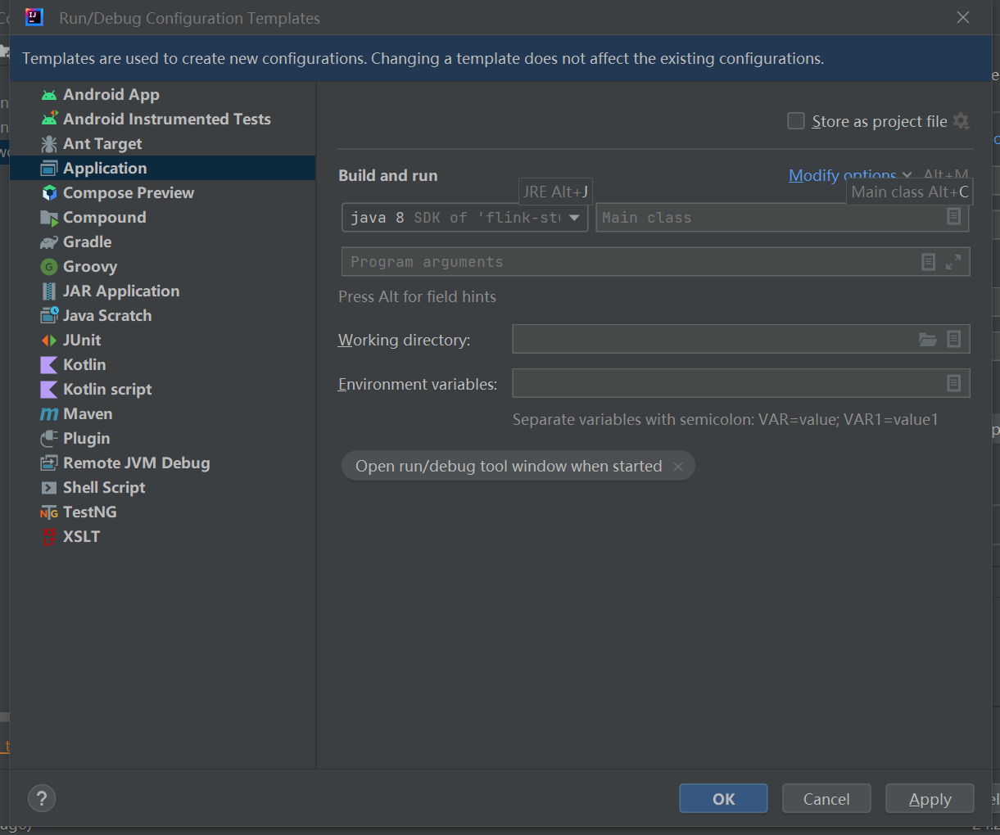 Run/Debug Configuration Templates
Templates are used to create new configurations. Changing a template does not affect the existing configurations.
Android App
Android Instrumented Tests
Ant Target
Application
Compose Preview
Compound
Gradle
Groovy
JAR Application
Java Scratch
JUnit
Kotlin
Kotlin script
Maven
Plugin
Remote JVM Debug
Shell Script
TestNG
XSLT
Store as project file
Build and run
Modify options Alt+M
JRE Alt+J
Main class Alt+C
java 8 SDK of 'flink-stu
Main class
Program arguments
Press Alt for field hints
Working directory:
Environment variables:
Separate variables with semicolon: VAR=value; VAR1=value1
Open run/debug tool window when started
?
OK
Cancel
Apply